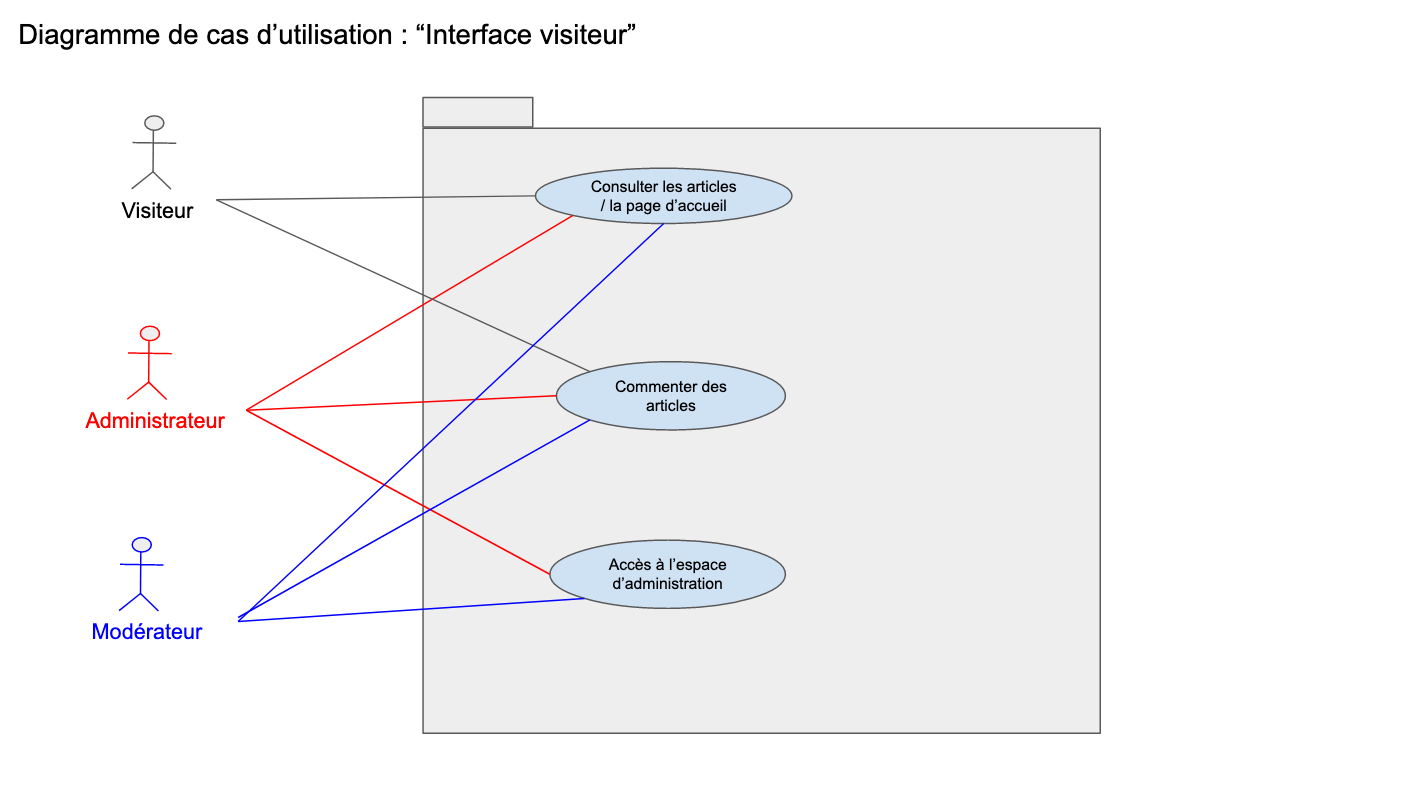 Diagramme de cas d’utilisation : “Interface visiteur”
Visiteur
Consulter les articles
/ la page d’accueil
Administrateur
Commenter des
articles
Modérateur
Accès à l’espace
d’administration